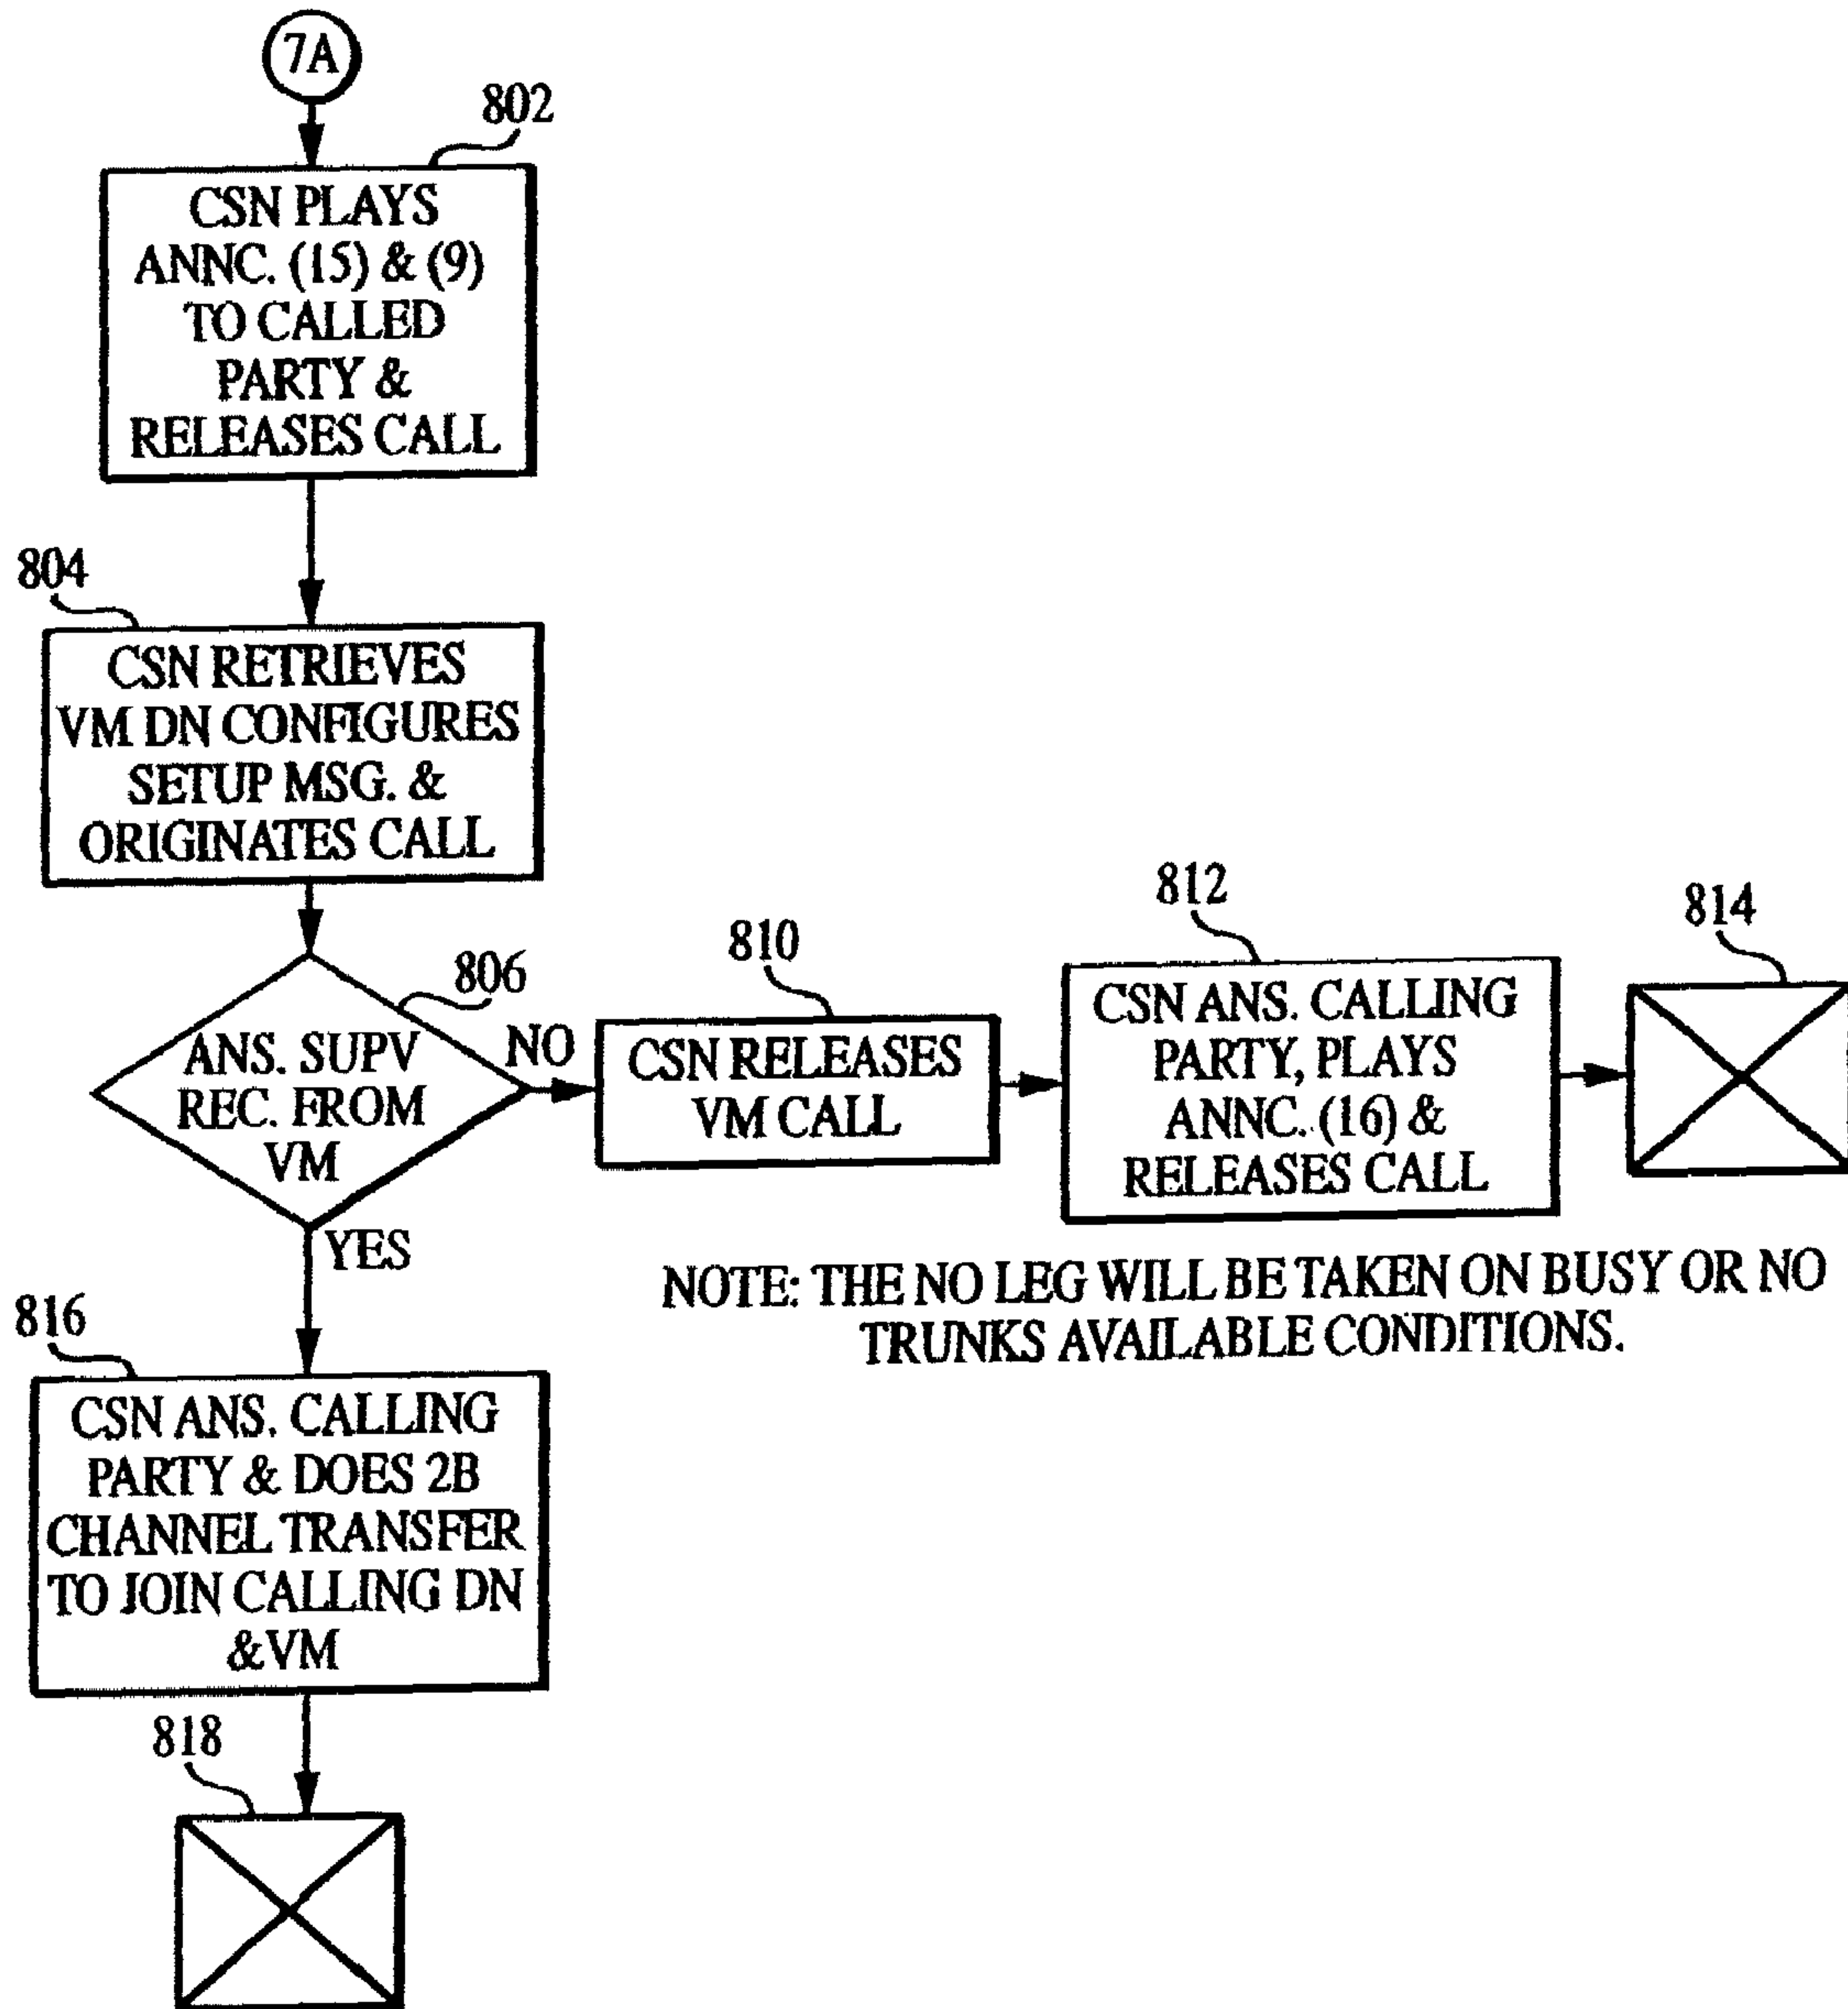 7A
802
CSN PLAYS
ANNC. (15) & (9)
TO CALLED
PARTY &
RELEASES CALL
804
CSN RETRIEVES
VM DN CONFIGURES
SETUP MSG. &
ORIGINATES CALL
806
ANS. SUPV
REC. FROM
VM
NO
810
CSN RELEASES
VM CALL
812
CSN ANS. CALLING
PARTY, PLAYS
ANNC. (16) &
RELEASES CALL
814
NOTE: THE NO LEG WILL BE TAKEN ON BUSY OR NO
TRUNKS AVAILABLE CONDITIONS.
YES
816
CSN ANS. CALLING
PARTY & DOES 2B
CHANNEL TRANSFER
TO JOIN CALLING DN
&VM
818